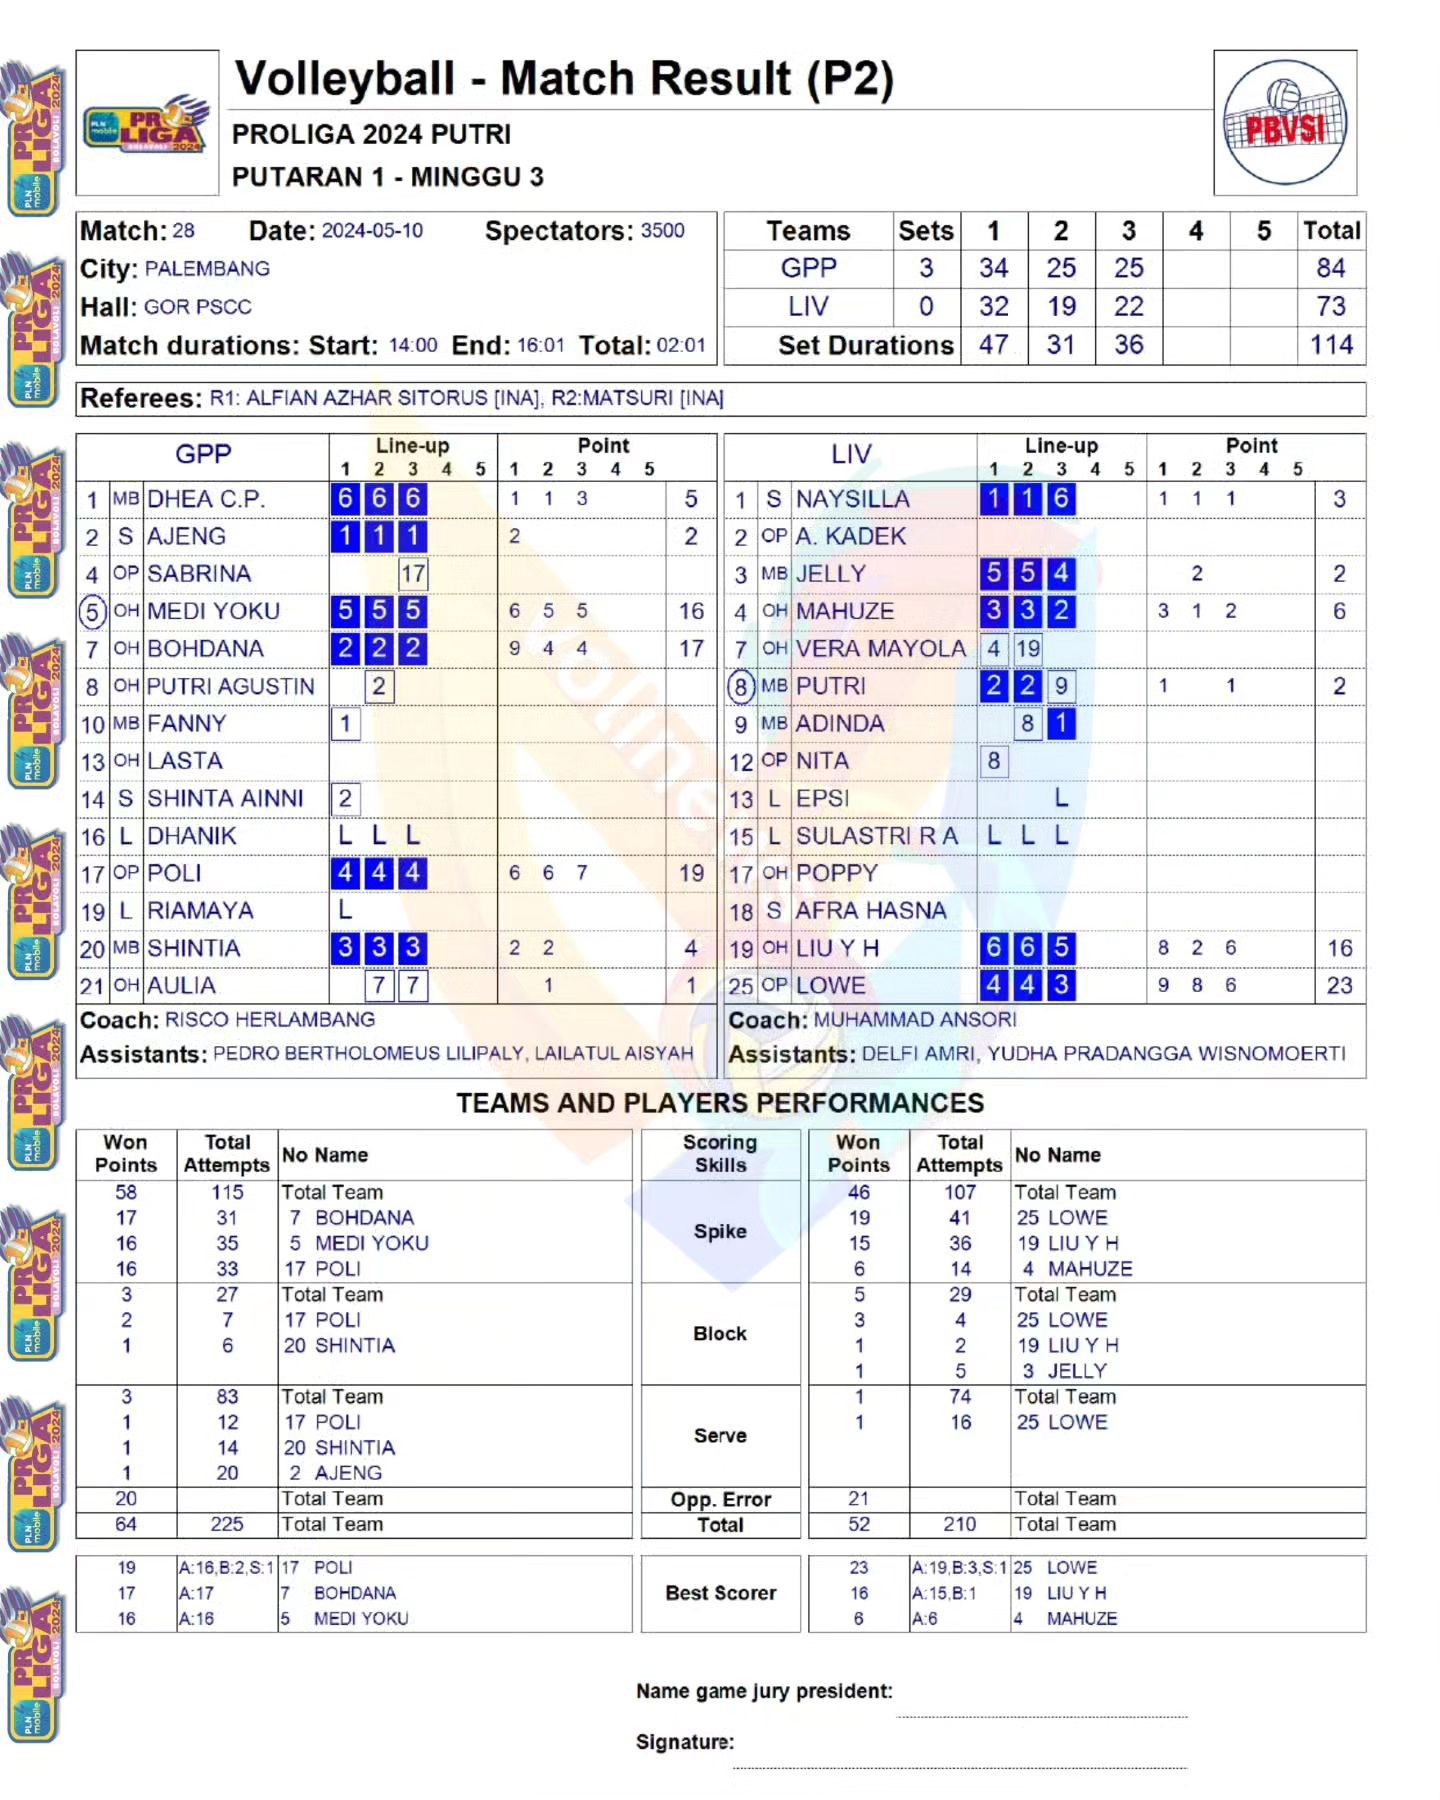 Volleyball - Match Result (P2)
PROLIGA 2024 PUTRI
PUTARAN 1 - MINGGU 3
PLN mobile PROLIGA BOLAVOLI 2024
PBVSI
Match: 28 Date: 2024-05-10 Spectators: 3500
City: PALEMBANG
Hall: GOR PSCC
Match durations: Start: 14:00 End: 16:01 Total: 02:01
Teams Sets 1 2 3 4 5 Total
GPP 3 34 25 25 84
LIV 0 32 19 22 73
Set Durations 47 31 36 114
Referees: R1: ALFIAN AZHAR SITORUS [INA], R2:MATSURI [INA]
GPP Line-up Point
1 2 3 4 5 1 2 3 4 5
1 MB DHEA C.P. 6 6 6 1 1 3 5
2 S AJENG 1 1 1 2 2
4 OP SABRINA 17
5 OH MEDI YOKU 5 5 5 6 5 5 16
7 OH BOHDANA 2 2 2 9 4 4 17
8 OH PUTRI AGUSTIN 2
10 MB FANNY 1
13 OH LASTA
14 S SHINTA AINNI 2
16 L DHANIK L L L
17 OP POLI 4 4 4 6 6 7 19
19 L RIAMAYA L
20 MB SHINTIA 3 3 3 2 2 4
21 OH AULIA 7 7 1 1
Coach: RISCO HERLAMBANG
Assistants: PEDRO BERTHOLOMEUS LILIPALY, LAILATUL AISYAH
LIV Line-up Point
1 2 3 4 5 1 2 3 4 5
1 S NAYSILLA 1 1 6 1 1 1 3
2 OP A. KADEK
3 MB JELLY 5 5 4 2 2
4 OH MAHUZE 3 3 2 3 1 2 6
7 OH VERA MAYOLA 4 19
8 MB PUTRI 2 2 9 1 1 2
9 MB ADINDA 8 1
12 OP NITA 8
13 L EPSI L
15 L SULASTRI R A L L L
17 OH POPPY
18 S AFRA HASNA
19 OH LIU Y H 6 6 5 8 2 6 16
25 OP LOWE 4 4 3 9 8 6 23
Coach: MUHAMMAD ANSORI
Assistants: DELFI AMRI, YUDHA PRADANGGA WISNOMOERTI
TEAMS AND PLAYERS PERFORMANCES
Won Points Total Attempts No Name Scoring Skills Won Points Total Attempts No Name
58 115 Total Team Spike 46 107 Total Team
17 31 7 BOHDANA 19 41 25 LOWE
16 35 5 MEDI YOKU 15 36 19 LIU Y H
16 33 17 POLI 6 14 4 MAHUZE
3 27 Total Team Block 5 29 Total Team
2 7 17 POLI 3 4 25 LOWE
1 6 20 SHINTIA 1 2 19 LIU Y H
1 5 3 JELLY
3 83 Total Team Serve 1 74 Total Team
1 12 17 POLI 1 16 25 LOWE
1 14 20 SHINTIA
1 20 2 AJENG
20 Total Team Opp. Error 21 Total Team
64 225 Total Team Total 52 210 Total Team
19 A:16,B:2,S:1 17 POLI Best Scorer 23 A:19,B:3,S:1 25 LOWE
17 A:17 7 BOHDANA 16 A:15,B:1 19 LIU Y H
16 A:16 5 MEDI YOKU 6 A:6 4 MAHUZE
Name game jury president:
Signature: